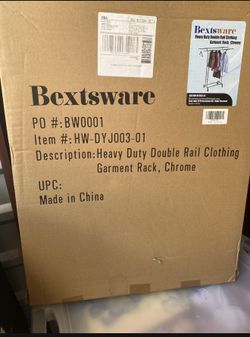 Bextsware
Heavy Duty Double Rail Clothing
Garment Rack, Chrome
Bextsware
PO #:BW0001
Item #:HW-DYJ003-01
Description:Heavy Duty Double Rail Clothing
Garment Rack, Chrome
UPC:
Made in China